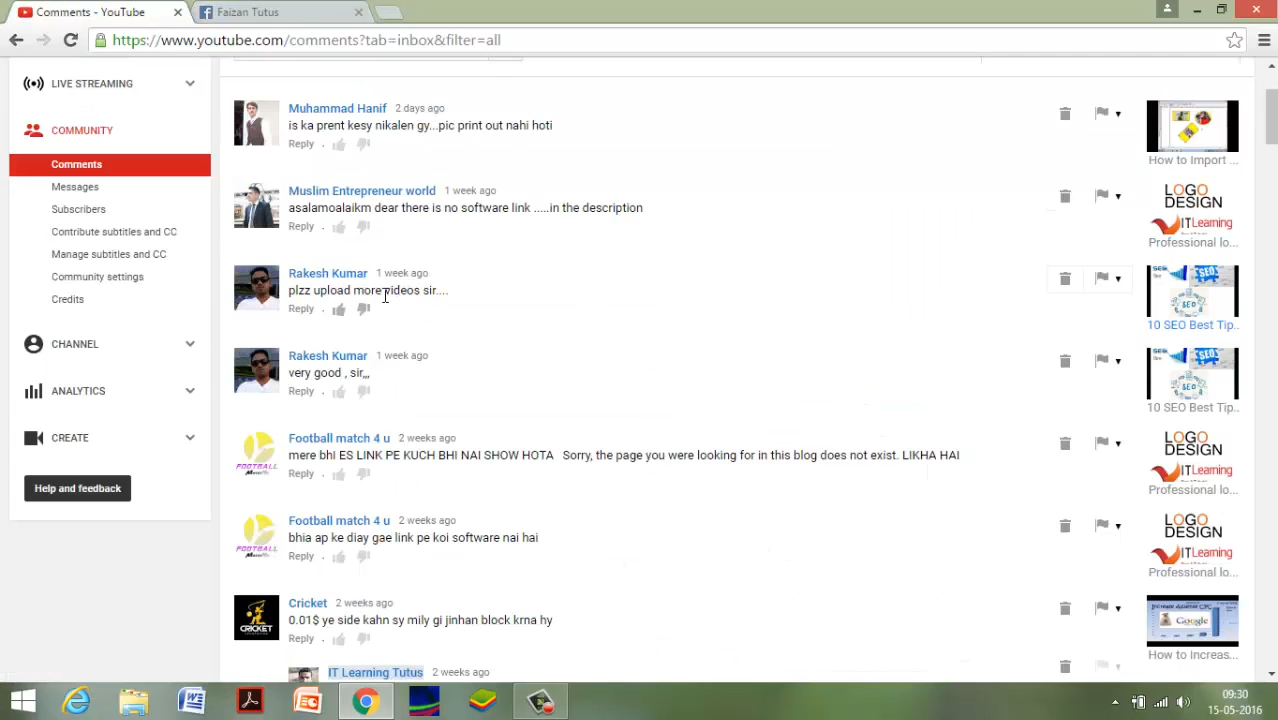 Comments - YouTube
Faizan Tutus
https://www.youtube.com/comments?tab=inbox&filter=all
LIVE STREAMING
COMMUNITY
Comments
Messages
Subscribers
Contribute subtitles and CC
Manage subtitles and CC
Community settings
Credits
CHANNEL
ANALYTICS
CREATE
Help and feedback
Muhammad Hanif 2 days ago
is ka prent kesy nikalen gy...pic print out nahi hoti
Reply .
How to Import ...
Muslim Entrepreneur world 1 week ago
asalamoalaikm dear there is no software link .....in the description
Reply .
LOGO
DESIGN
ITLearning
Professional lo...
Rakesh Kumar 1 week ago
plzz upload more videos sir....
Reply .
SEO
10 SEO Best Tip..
Rakesh Kumar 1 week ago
very good , sir,,,
Reply .
SEO
10 SEO Best Tip..
Football match 4 u 2 weeks ago
mere bhI ES LINK PE KUCH BHI NAI SHOW HOTA Sorry, the page you were looking for in this blog does not exist. LIKHA HAI
Reply .
FOOTBALL
LOGO
DESIGN
ITLearning
Professional lo...
Football match 4 u 2 weeks ago
bhia ap ke diay gae link pe koi software nai hai
Reply .
FOOTBALL
LOGO
DESIGN
ITLearning
Professional lo...
Cricket 2 weeks ago
0.01$ ye side kahn sy mily gi jinhan block krna hy
Reply .
CRICKET
Google
How to Increas...
IT Learning Tutus 2 weeks ago
09:30
15-05-2016